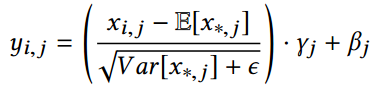 $y_{i,j} = \left( \frac{x_{i,j} - \mathbb{E}[x_{*,j}]}{\sqrt{Var[x_{*,j}] + \epsilon}} \right) \cdot \gamma_j + \beta_j$